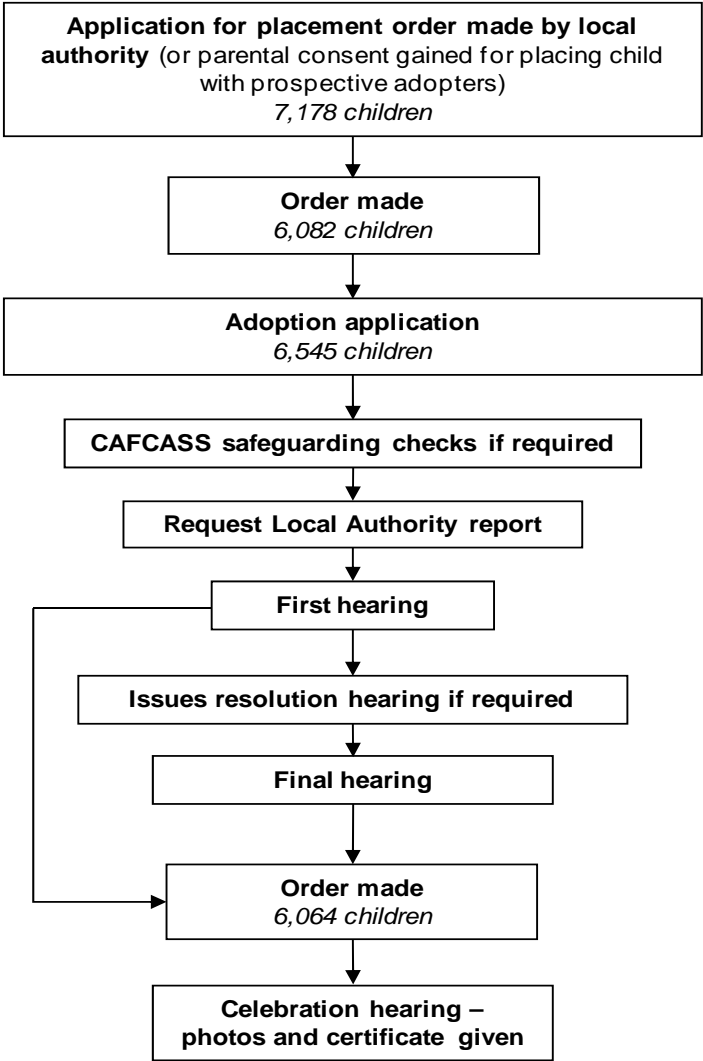 Application for placement order made by local
authority (or parental consent gained for placing child
with prospective adopters)
7,178 children
Order made
6,082 children
Adoption application
6,545 children
CAFCASS safeguarding checks if required
Request Local Authority report
First hearing
Issues resolution hearing if required
Final hearing
Order made
6,064 children
Celebration hearing –
photos and certificate given